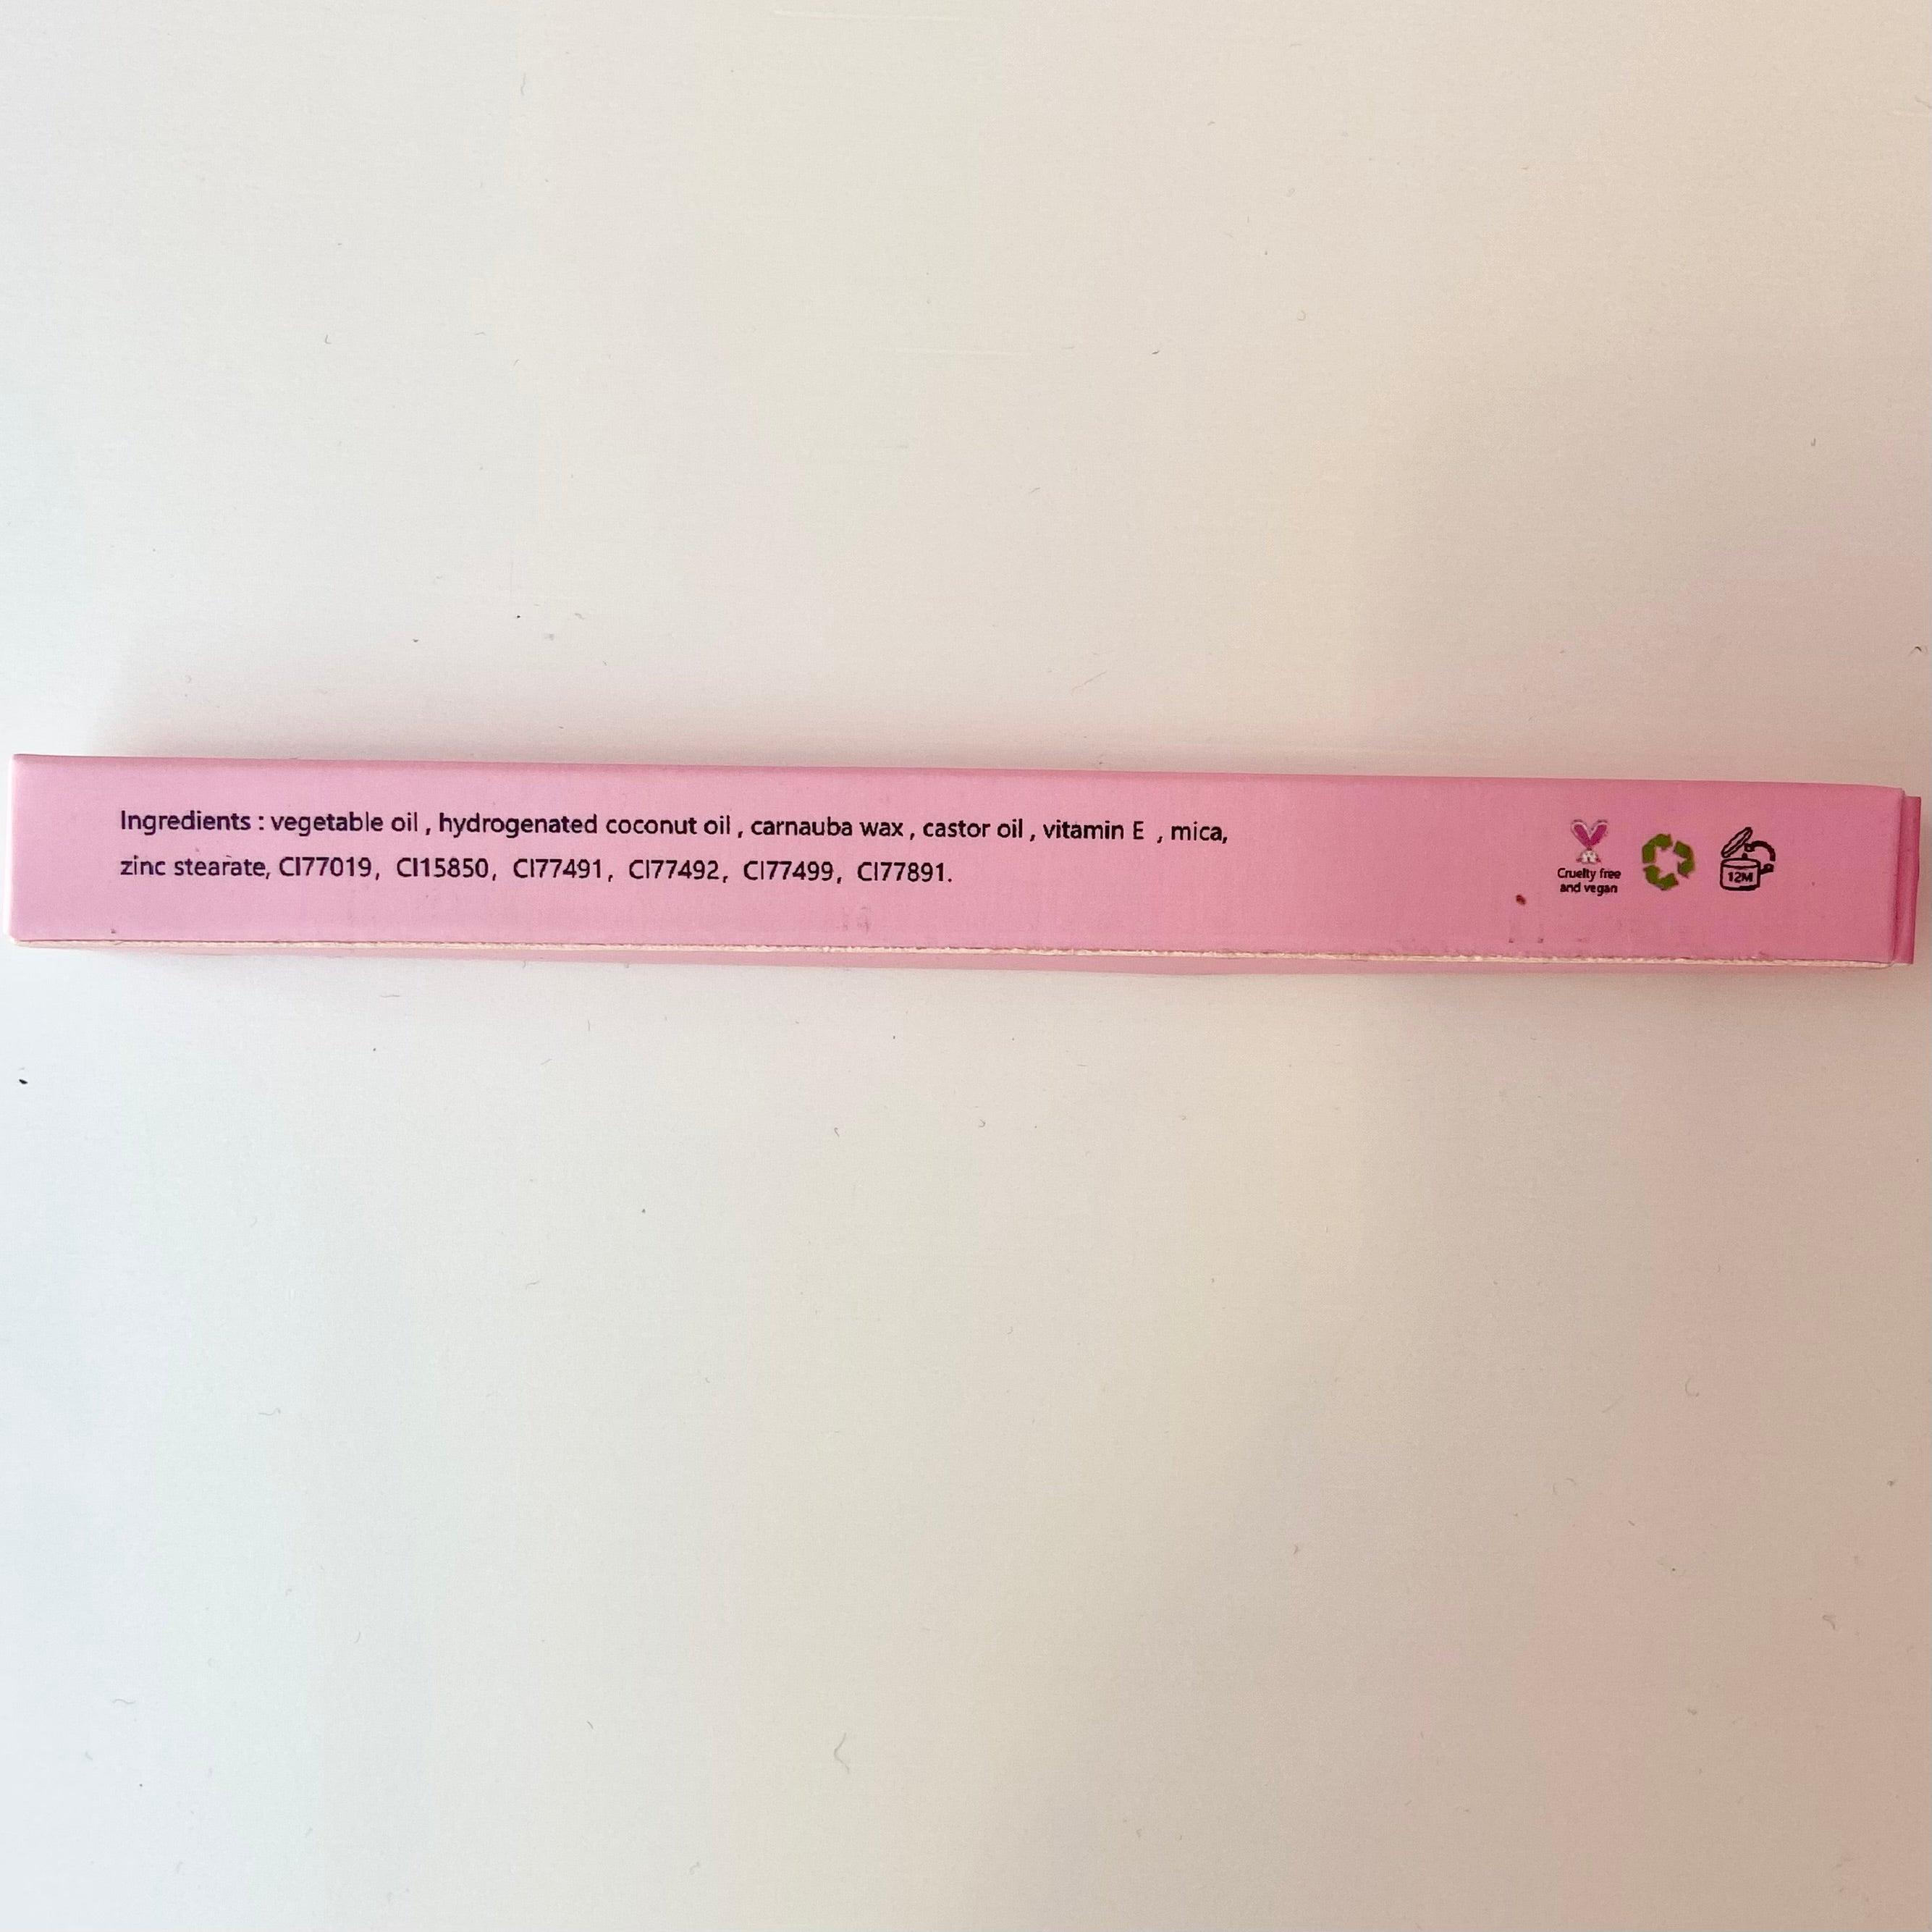 Ingredients : vegetable oil , hydrogenated coconut oil , carnauba wax , castor oil , vitamin E , mica,
zinc stearate, CI77019, CI15850, CI77491, CI77492, CI77499, CI77891.
Cruelty free
and vegan
12M